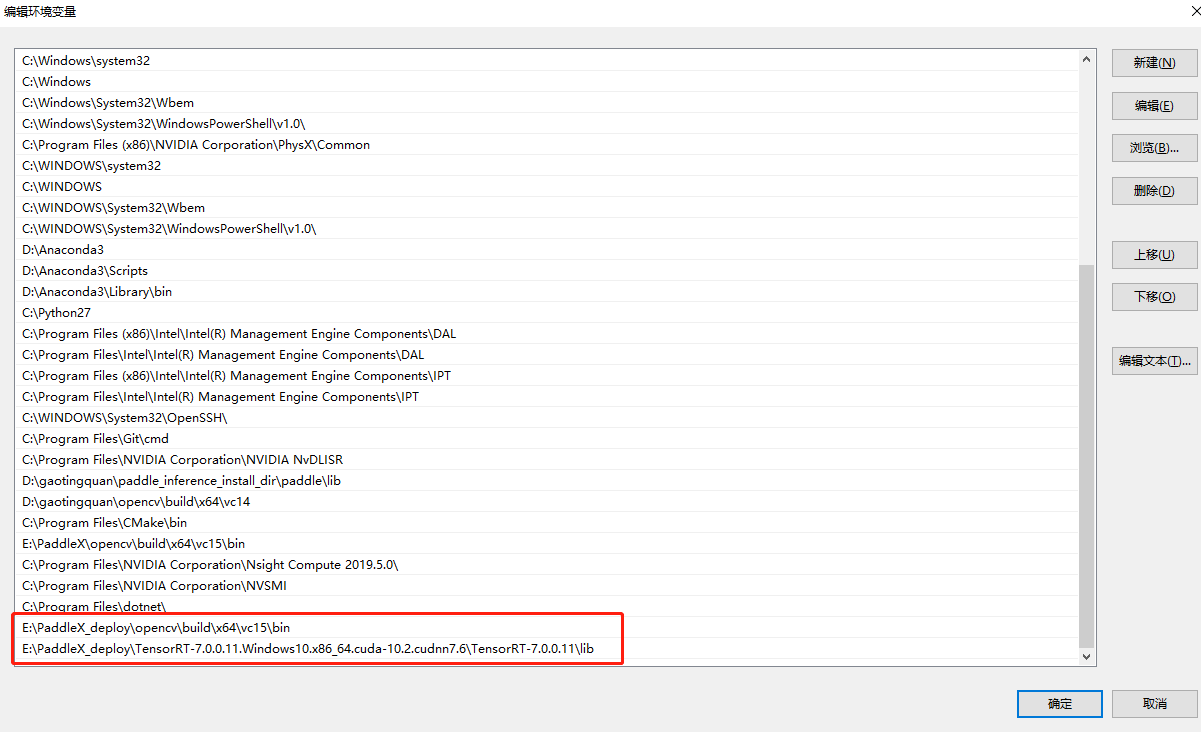 编辑环境变量
C:\Windows\system32
C:\Windows
C:\Windows\System32\Wbem
C:\Windows\System32\WindowsPowerShell\v1.0\
C:\Program Files (x86)\NVIDIA Corporation\PhysX\Common
C:\WINDOWS\system32
C:\WINDOWS
C:\WINDOWS\System32\Wbem
C:\WINDOWS\System32\WindowsPowerShell\v1.0\
D:\Anaconda3
D:\Anaconda3\Scripts
D:\Anaconda3\Library\bin
C:\Python27
C:\Program Files (x86)\Intel\Intel(R) Management Engine Components\DAL
C:\Program Files\Intel\Intel(R) Management Engine Components\DAL
C:\Program Files (x86)\Intel\Intel(R) Management Engine Components\IPT
C:\Program Files\Intel\Intel(R) Management Engine Components\IPT
C:\WINDOWS\System32\OpenSSH\
C:\Program Files\Git\cmd
C:\Program Files\NVIDIA Corporation\NVIDIA NvDLISR
D:\gaotingquan\paddle_inference_install_dir\paddle\lib
D:\gaotingquan\opencv\build\x64\vc14
C:\Program Files\CMake\bin
E:\PaddleX\opencv\build\x64\vc15\bin
C:\Program Files\NVIDIA Corporation\Nsight Compute 2019.5.0\
C:\Program Files\NVIDIA Corporation\NVSMI
C:\Program Files\dotnet\
E:\PaddleX_deploy\opencv\build\x64\vc15\bin
E:\PaddleX_deploy\TensorRT-7.0.0.11.Windows10.x86_64.cuda-10.2.cudnn7.6\TensorRT-7.0.0.11\lib
新建(N)
编辑(E)
浏览(B)...
删除(D)
上移(U)
下移(O)
编辑文本(T)...
确定
取消